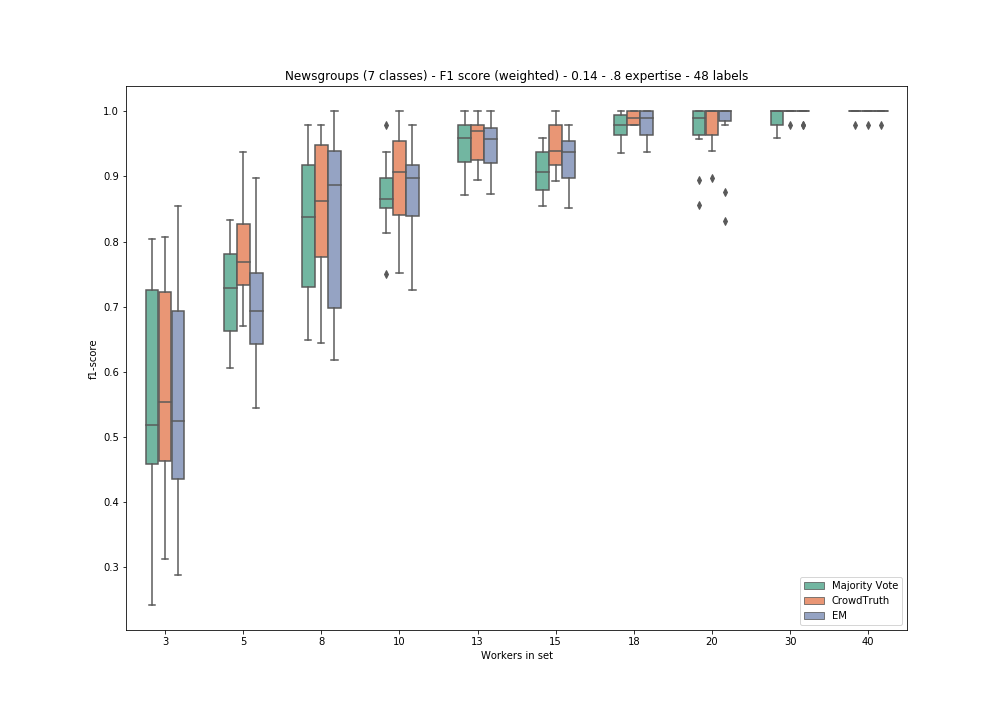 Newsgroups (7 classes) - F1 score (weighted) - 0.14 - .8 expertise - 48 labels
1.0
0.9
0.8
0.7
0.6
0.5
0.4
0.3
f1-score
3 5 8 10 13 15 18 20 30 40
Workers in set
Majority Vote
CrowdTruth
EM